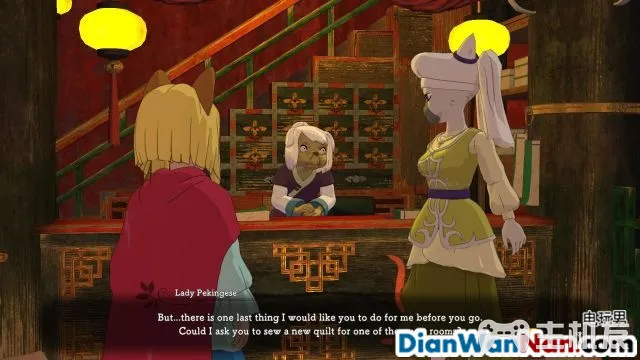 Lady Pekingese
But...there is one last thing I would like you to do for me before you go.
Could I ask you to sew a new quilt for one of the
电玩男
DianWanNan.com